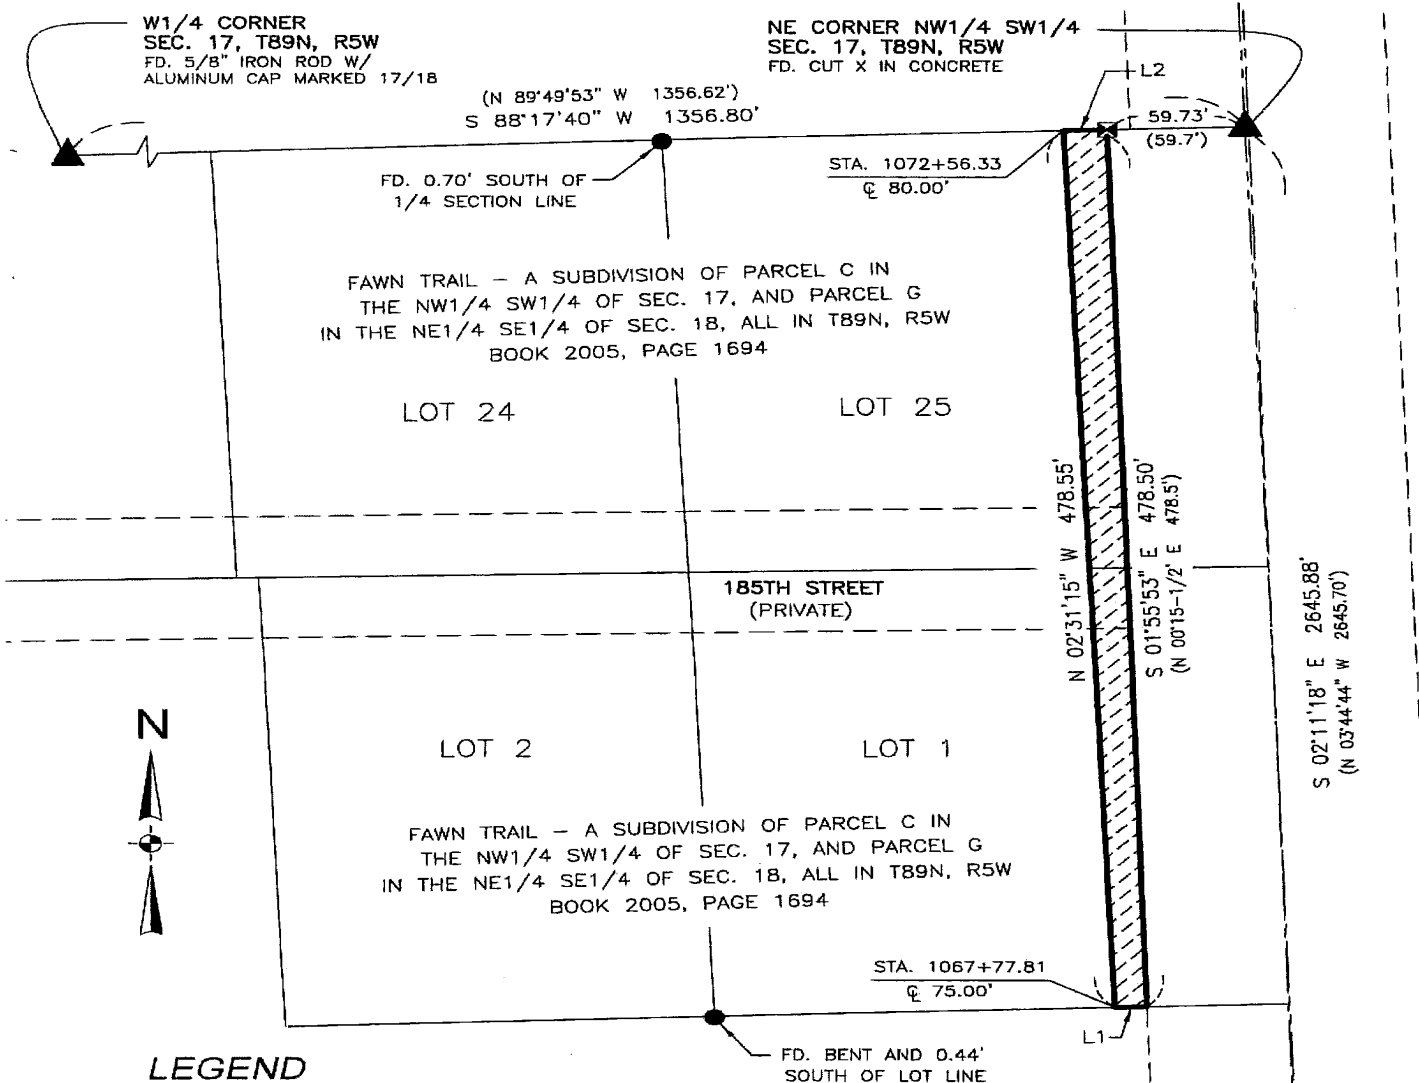 W1/4 CORNER
SEC. 17, T89N, R5W
FD. 5/8" IRON ROD W/
ALUMINUM CAP MARKED 17/18
NE CORNER NW1/4 SW1/4
SEC. 17, T89N, R5W
FD. CUT X IN CONCRETE
L2
(N 89°49'53" W 1356.62')
S 88°17'40" W 1356.80'
59.73'
(59.7')
FD. 0.70' SOUTH OF
1/4 SECTION LINE
STA. 1072+56.33
℄ 80.00'
FAWN TRAIL – A SUBDIVISION OF PARCEL C IN
THE NW1/4 SW1/4 OF SEC. 17, AND PARCEL G
IN THE NE1/4 SE1/4 OF SEC. 18, ALL IN T89N, R5W
BOOK 2005, PAGE 1694
LOT 24
LOT 25
N 02°31'15" W 478.55'
S 01°55'53" E 478.50'
(N 00°15-1/2' E 478.5')
185TH STREET
(PRIVATE)
S 02°11'18" E 2645.88'
(N 03°44'44" W 2645.70')
N
LOT 2
LOT 1
FAWN TRAIL – A SUBDIVISION OF PARCEL C IN
THE NW1/4 SW1/4 OF SEC. 17, AND PARCEL G
IN THE NE1/4 SE1/4 OF SEC. 18, ALL IN T89N, R5W
BOOK 2005, PAGE 1694
STA. 1067+77.81
℄ 75.00'
L1
FD. BENT AND 0.44'
SOUTH OF LOT LINE
LEGEND